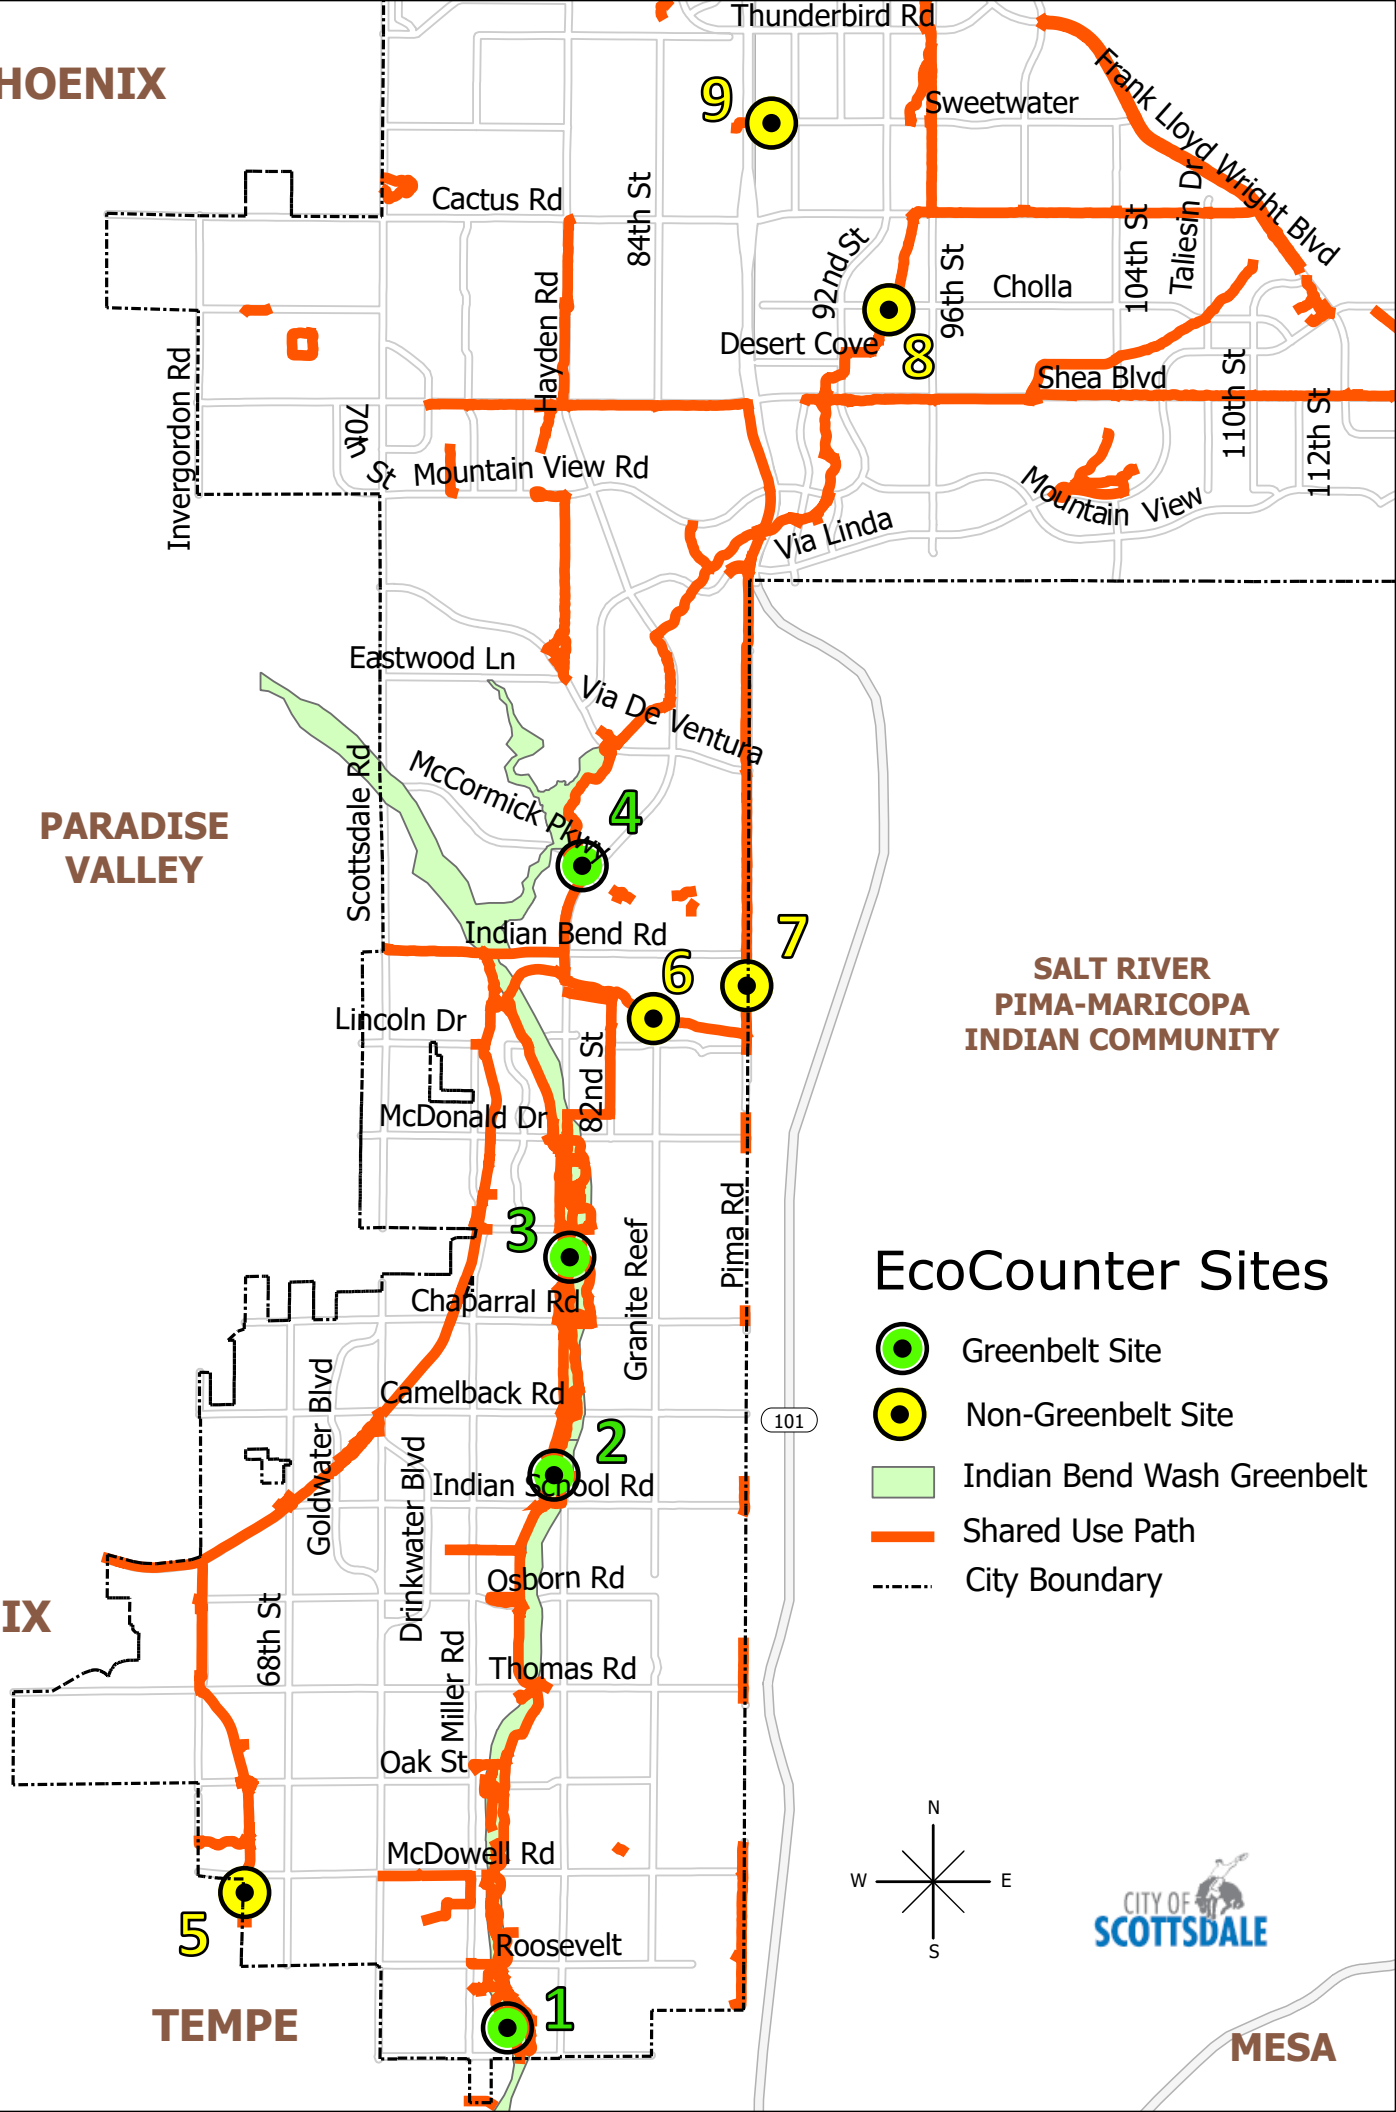 Thunderbird Rd
HOENIX
9
Sweetwater
Frank Lloyd Wright Blvd
Cactus Rd
84th St
92nd St
96th St
104th St
Taliesin Dr
Cholla
Hayden Rd
Desert Cove
8
Shea Blvd
Invergordon Rd
70th St
110th St
112th St
Mountain View Rd
Mountain View
Via Linda
Eastwood Ln
Via De Ventura
Scottsdale Rd
McCormick Pkwy
4
PARADISE
VALLEY
Indian Bend Rd
7
6
SALT RIVER
PIMA-MARICOPA
INDIAN COMMUNITY
Lincoln Dr
82nd St
McDonald Dr
3
Pima Rd
Granite Reef
EcoCounter Sites
Chaparral Rd
Greenbelt Site
Goldwater Blvd
Camelback Rd
Non-Greenbelt Site
101
2
Drinkwater Blvd
Indian School Rd
Indian Bend Wash Greenbelt
Shared Use Path
Osborn Rd
City Boundary
IX
68th St
Miller Rd
Thomas Rd
Oak St
N
McDowell Rd
W
E
5
CITY OF
SCOTTSDALE
Roosevelt
S
1
TEMPE
MESA